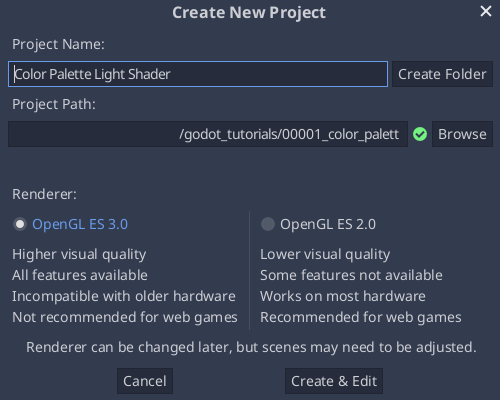 Create New Project
Project Name:
Color Palette Light Shader
Create Folder
Project Path:
/godot_tutorials/00001_color_palett
Browse
Renderer:
OpenGL ES 3.0
Higher visual quality
All features available
Incompatible with older hardware
Not recommended for web games
OpenGL ES 2.0
Lower visual quality
Some features not available
Works on most hardware
Recommended for web games
Renderer can be changed later, but scenes may need to be adjusted.
Cancel
Create & Edit